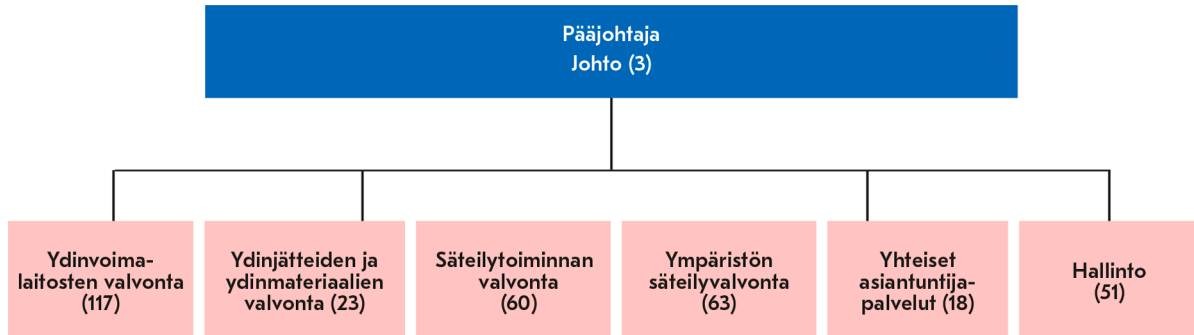 Pääjohtaja
Johto (3)
Ydinvoima-
laitosten valvonta
(117)
Ydinjätteiden ja
ydinmateriaalien
valvonta (23)
Säteilytoiminnan
valvonta
(60)
Ympäristön
säteilyvalvonta
(63)
Yhteiset
asiantuntija-
palvelut (18)
Hallinto
(51)